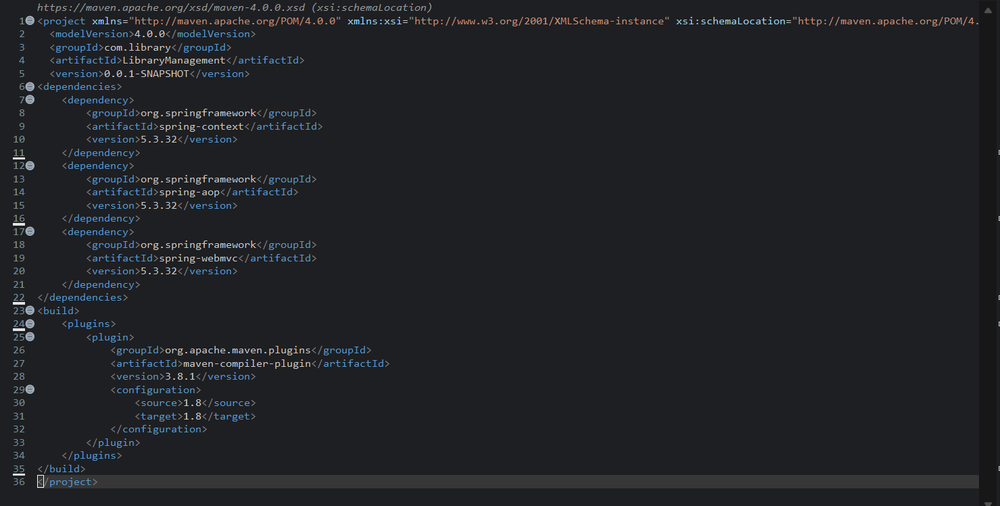 https://maven.apache.org/xsd/maven-4.0.0.xsd (xsi:schemaLocation)
1 <project xmlns="http://maven.apache.org/POM/4.0.0" xmlns:xsi="http://www.w3.org/2001/XMLSchema-instance" xsi:schemaLocation="http://maven.apache.org/POM/4.
2   <modelVersion>4.0.0</modelVersion>
3   <groupId>com.library</groupId>
4   <artifactId>LibraryManagement</artifactId>
5   <version>0.0.1-SNAPSHOT</version>
6 <dependencies>
7     <dependency>
8         <groupId>org.springframework</groupId>
9         <artifactId>spring-context</artifactId>
10         <version>5.3.32</version>
11     </dependency>
12     <dependency>
13         <groupId>org.springframework</groupId>
14         <artifactId>spring-aop</artifactId>
15         <version>5.3.32</version>
16     </dependency>
17     <dependency>
18         <groupId>org.springframework</groupId>
19         <artifactId>spring-webmvc</artifactId>
20         <version>5.3.32</version>
21     </dependency>
22 </dependencies>
23 <build>
24     <plugins>
25         <plugin>
26             <groupId>org.apache.maven.plugins</groupId>
27             <artifactId>maven-compiler-plugin</artifactId>
28             <version>3.8.1</version>
29             <configuration>
30                 <source>1.8</source>
31                 <target>1.8</target>
32             </configuration>
33         </plugin>
34     </plugins>
35 </build>
36 </project>